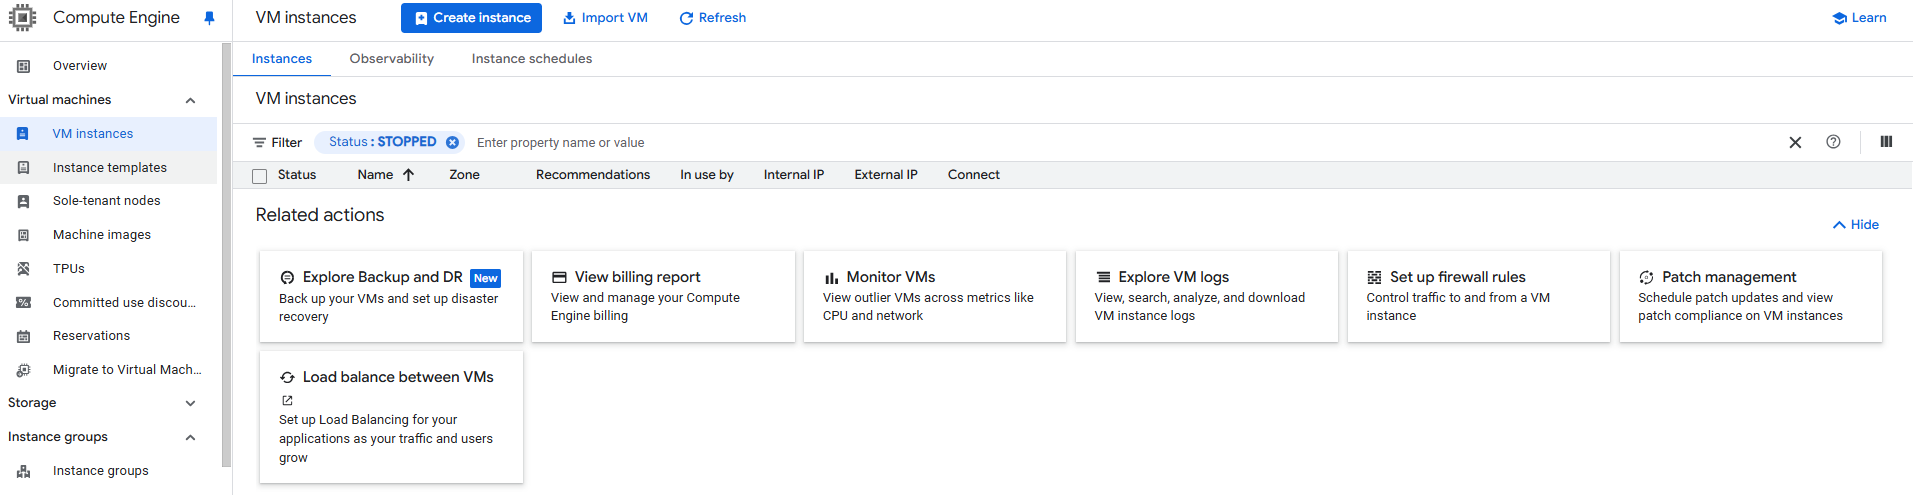 Compute Engine
VM instances
Create instance
Import VM
Refresh
Learn
Overview
Virtual machines
VM instances
Instance templates
Sole-tenant nodes
Machine images
TPUs
Committed use discou...
Reservations
Migrate to Virtual Mach...
Storage
Instance groups
Instance groups
Instances Observability Instance schedules
VM instances
Filter Status : STOPPED Enter property name or value
Status Name Zone Recommendations In use by Internal IP External IP Connect
Related actions
Hide
Explore Backup and DR New
Back up your VMs and set up disaster
recovery
View billing report
View and manage your Compute
Engine billing
Monitor VMs
View outlier VMs across metrics like
CPU and network
Explore VM logs
View, search, analyze, and download
VM instance logs
Set up firewall rules
Control traffic to and from a VM
instance
Patch management
Schedule patch updates and view
patch compliance on VM instances
Load balance between VMs
Set up Load Balancing for your
applications as your traffic and users
grow